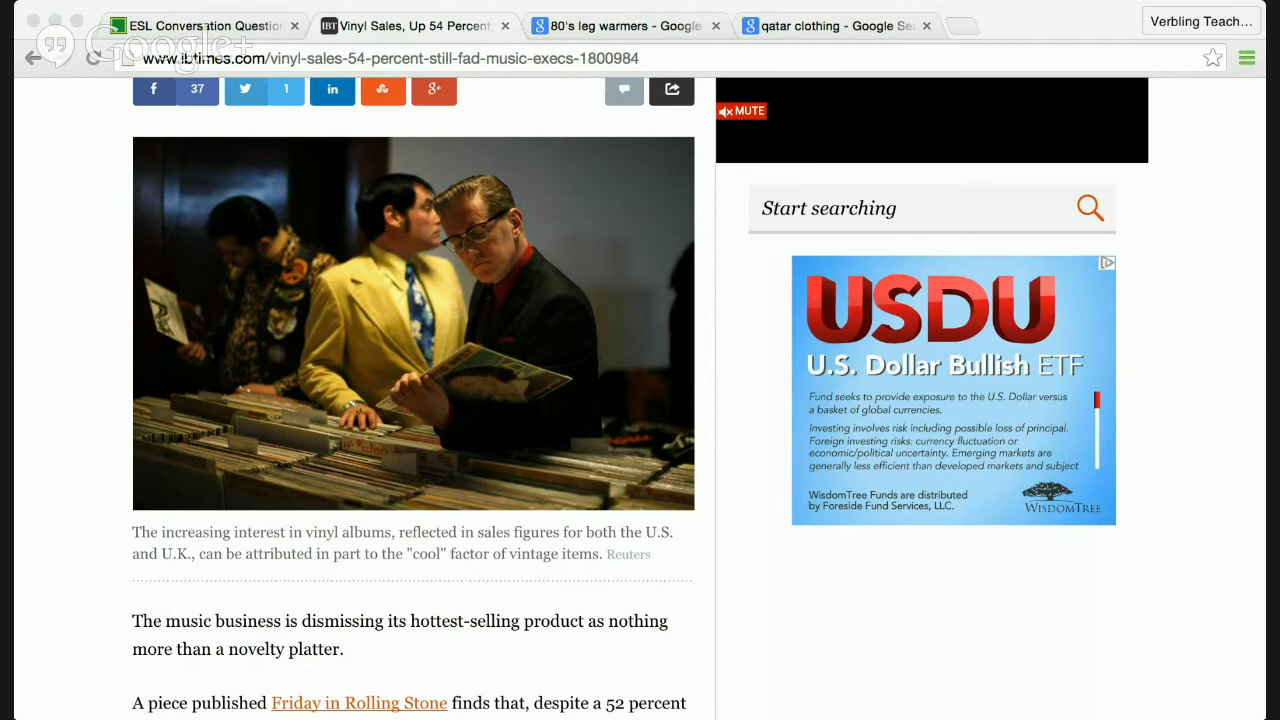 ESL Conversation Questio
IBT Vinyl Sales, Up 54 Percent,
80's leg warmers - Google
qatar clothing - Google Se
Verbling Teach...
Google+
www.ibtimes.com/vinyl-sales-54-percent-still-fad-music-execs-1800984
f 37
1
in
g+
MUTE
Start searching
USDU
U.S. Dollar Bullish ETF
Fund seeks to provide exposure to the U.S. Dollar versus
a basket of global currencies.
Investing involves risk including possible loss of principal.
Foreign investing risks: currency fluctuation or
economic/political uncertainty. Emerging markets are
generally less efficient than developed markets and subject
WisdomTree Funds are distributed
by Foreside Fund Services, LLC.
WISDOMTREE
The increasing interest in vinyl albums, reflected in sales figures for both the U.S.
and U.K., can be attributed in part to the "cool" factor of vintage items. Reuters
The music business is dismissing its hottest-selling product as nothing
more than a novelty platter.
A piece published Friday in Rolling Stone finds that, despite a 52 percent